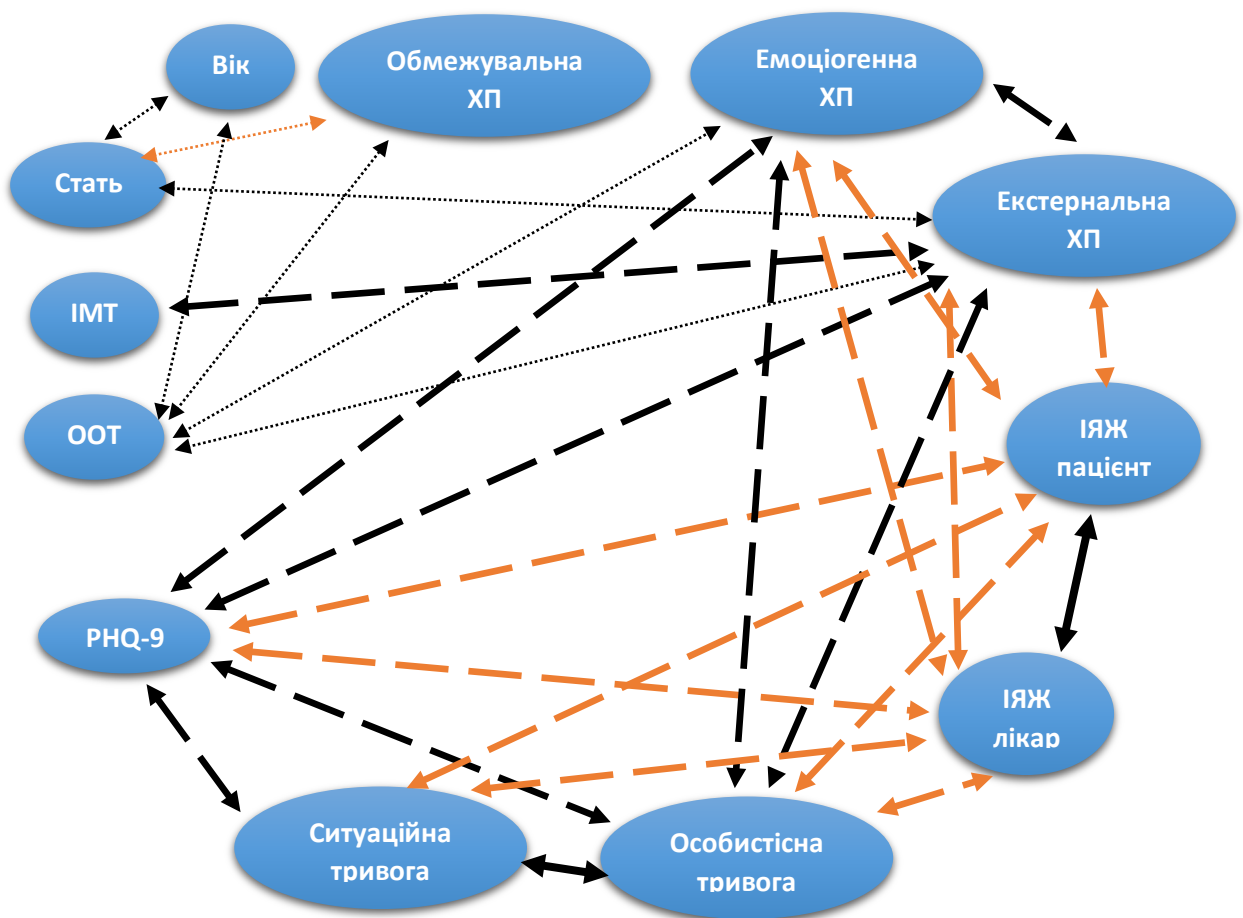 Вік
Обмежувальна
ХП
Емоціогенна
ХП
Стать
Екстернальна
ХП
ІМТ
ООТ
ІЯЖ
пацієнт
PHQ-9
ІЯЖ
лікар
Ситуаційна
тривога
Особистісна
тривога